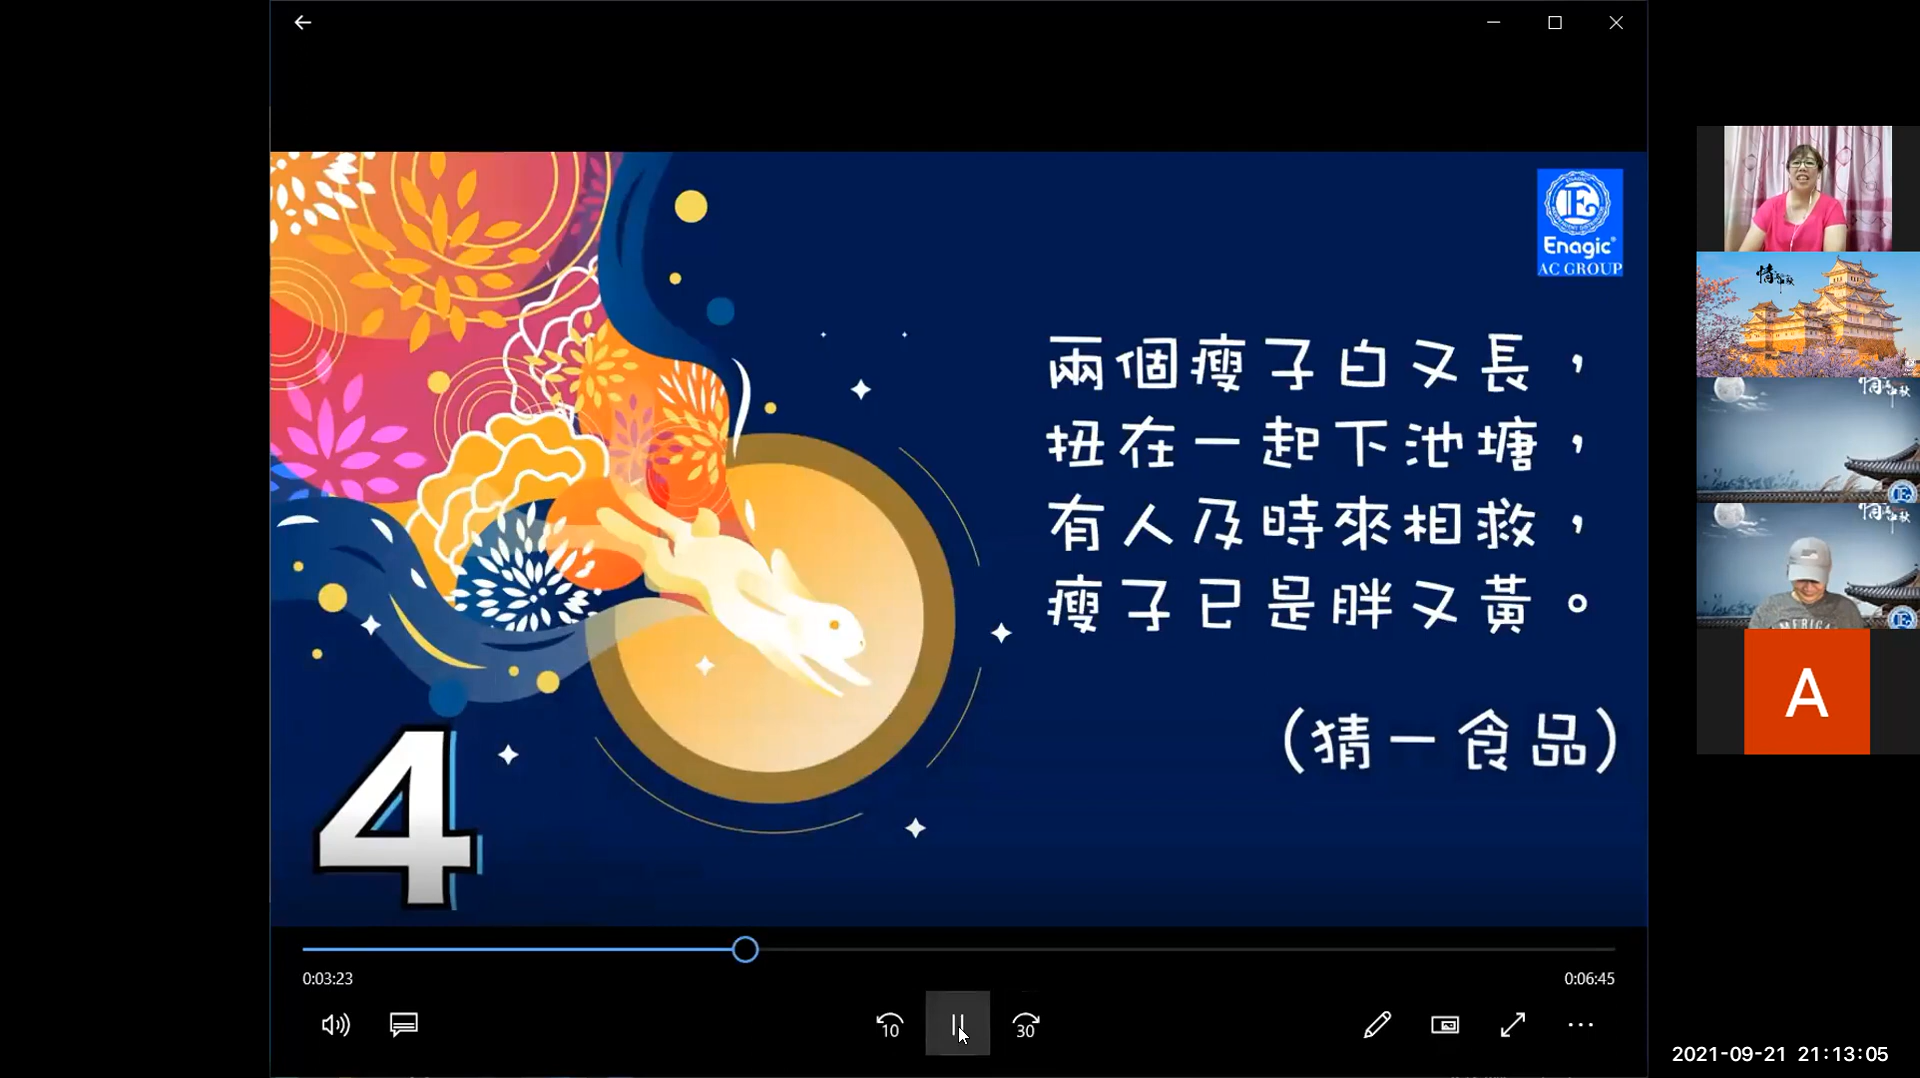 ENAGIC
E
Enagic®
AC GROUP
兩個瘦子白又長，
扭在一起下池塘，
有人及時來相救，
瘦子已是胖又黃。
（猜一食品）
4
0:03:23
0:06:45
10
30
A
AMERICA
2021-09-21 21:13:05